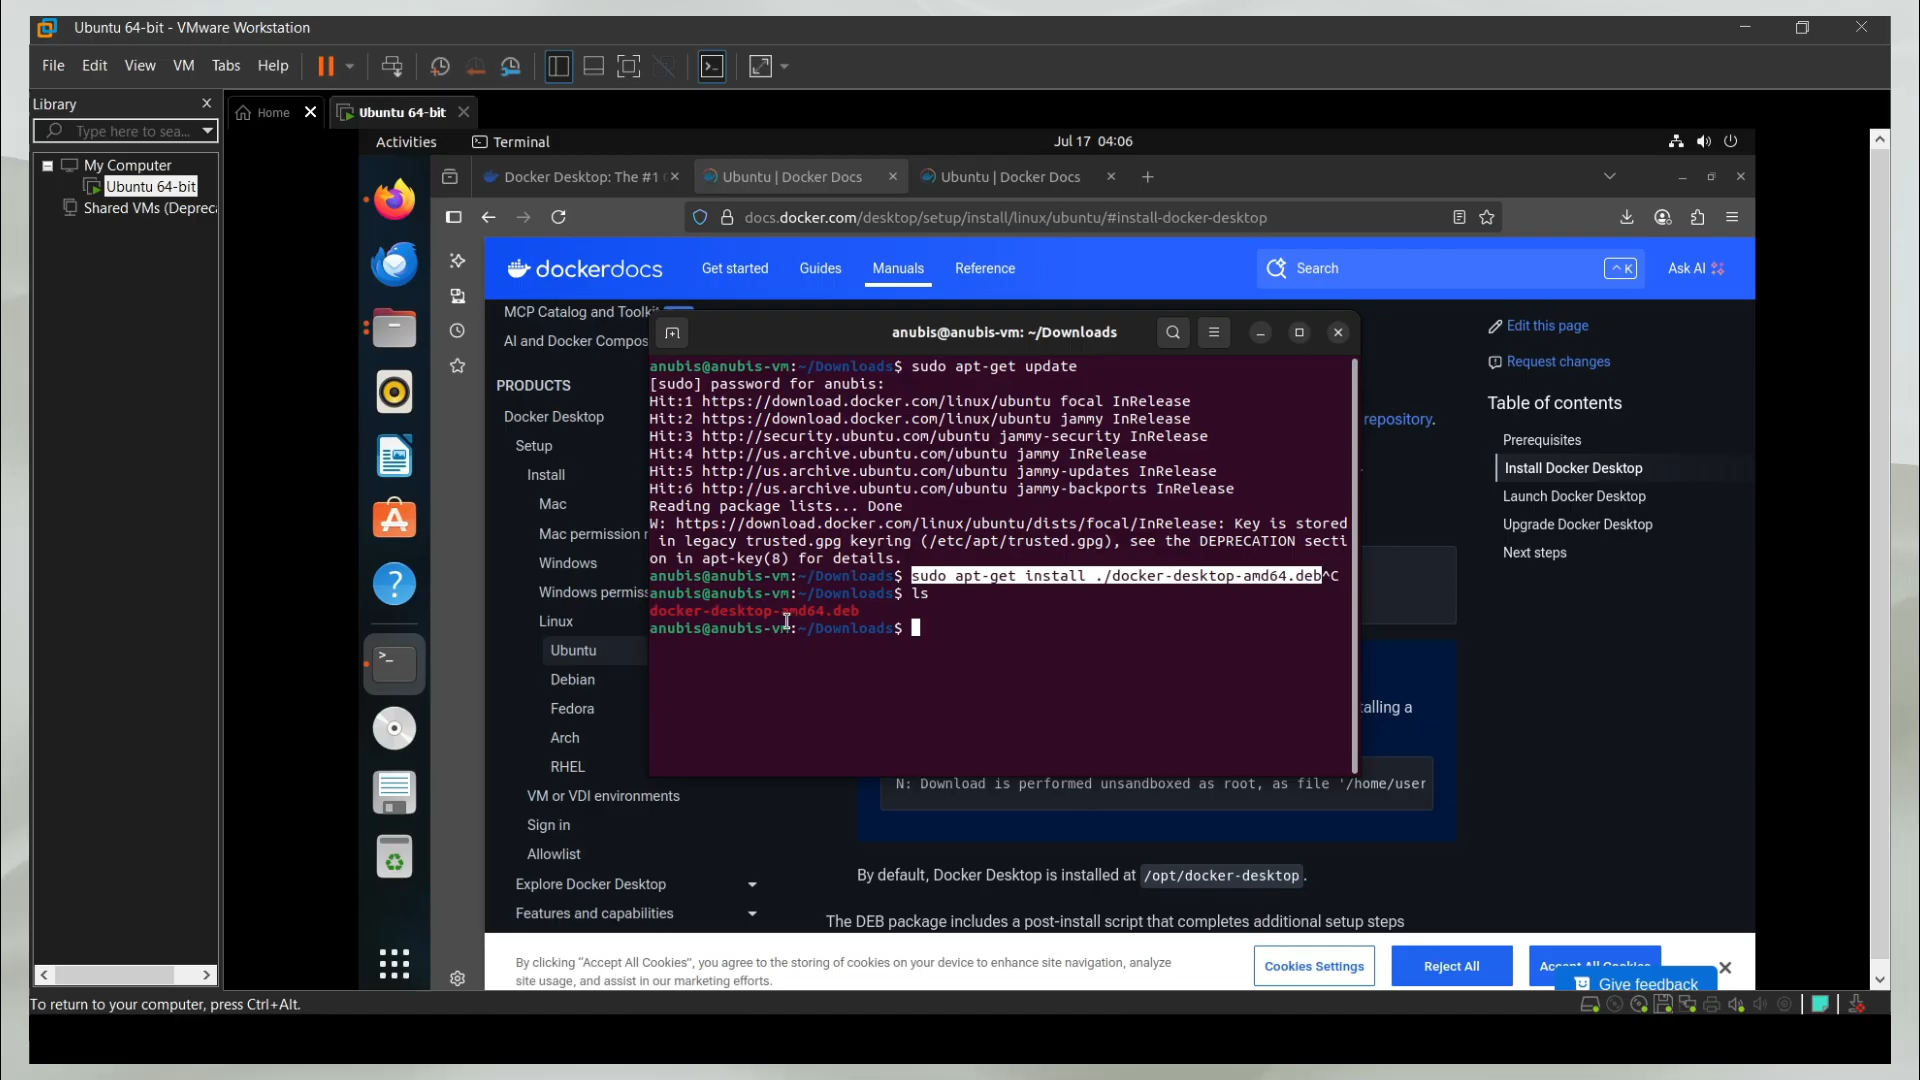 Ubuntu 64-bit - VMware Workstation
File Edit View VM Tabs Help
Library
Type here to sea...
My Computer
Ubuntu 64-bit
Shared VMs (Depreca
Home
Ubuntu 64-bit
Activities
Terminal
Jul 17 04:06
Docker Desktop: The #1
Ubuntu | Docker Docs
Ubuntu | Docker Docs
docs.docker.com/desktop/setup/install/linux/ubuntu/#install-docker-desktop
dockerdocs
Get started
Guides
Manuals
Reference
Search
^ K
Ask AI
MCP Catalog and Toolkit
AI and Docker Compos
PRODUCTS
Docker Desktop
Setup
Install
Mac
Mac permission r
Windows
Windows permiss
Linux
Ubuntu
Debian
Fedora
Arch
RHEL
VM or VDI environments
Sign in
Allowlist
Explore Docker Desktop
Features and capabilities
anubis@anubis-vm: ~/Downloads
anubis@anubis-vm:~/Downloads$ sudo apt-get update
[sudo] password for anubis:
Hit:1 https://download.docker.com/linux/ubuntu focal InRelease
Hit:2 https://download.docker.com/linux/ubuntu jammy InRelease
Hit:3 http://security.ubuntu.com/ubuntu jammy-security InRelease
Hit:4 http://us.archive.ubuntu.com/ubuntu jammy InRelease
Hit:5 http://us.archive.ubuntu.com/ubuntu jammy-updates InRelease
Hit:6 http://us.archive.ubuntu.com/ubuntu jammy-backports InRelease
Reading package lists... Done
W: https://download.docker.com/linux/ubuntu/dists/focal/InRelease: Key is stored
in legacy trusted.gpg keyring (/etc/apt/trusted.gpg), see the DEPRECATION secti
on in apt-key(8) for details.
anubis@anubis-vm:~/Downloads$ sudo apt-get install ./docker-desktop-amd64.deb^C
anubis@anubis-vm:~/Downloads$ ls
docker-desktop-amd64.deb
anubis@anubis-vm:~/Downloads$
repository.
talling a
N: Download is performed unsandboxed as root, as file '/home/user
By default, Docker Desktop is installed at /opt/docker-desktop.
The DEB package includes a post-install script that completes additional setup steps
Edit this page
Request changes
Table of contents
Prerequisites
Install Docker Desktop
Launch Docker Desktop
Upgrade Docker Desktop
Next steps
By clicking “Accept All Cookies”, you agree to the storing of cookies on your device to enhance site navigation, analyze
site usage, and assist in our marketing efforts.
Cookies Settings
Reject All
Accept All Cookies
Give feedback
To return to your computer, press Ctrl+Alt.